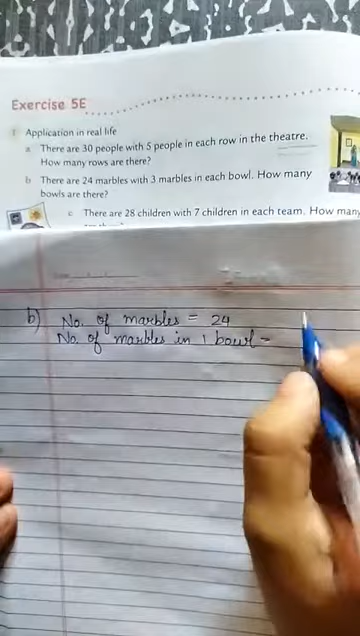 Exercise 5E
1 Application in real life
a There are 30 people with 5 people in each row in the theatre.
How many rows are there?
b There are 24 marbles with 3 marbles in each bowl. How many
bowls are there?
c There are 28 children with 7 children in each team. How many
b) No. of marbles = 24
No. of marbles in 1 bowl =